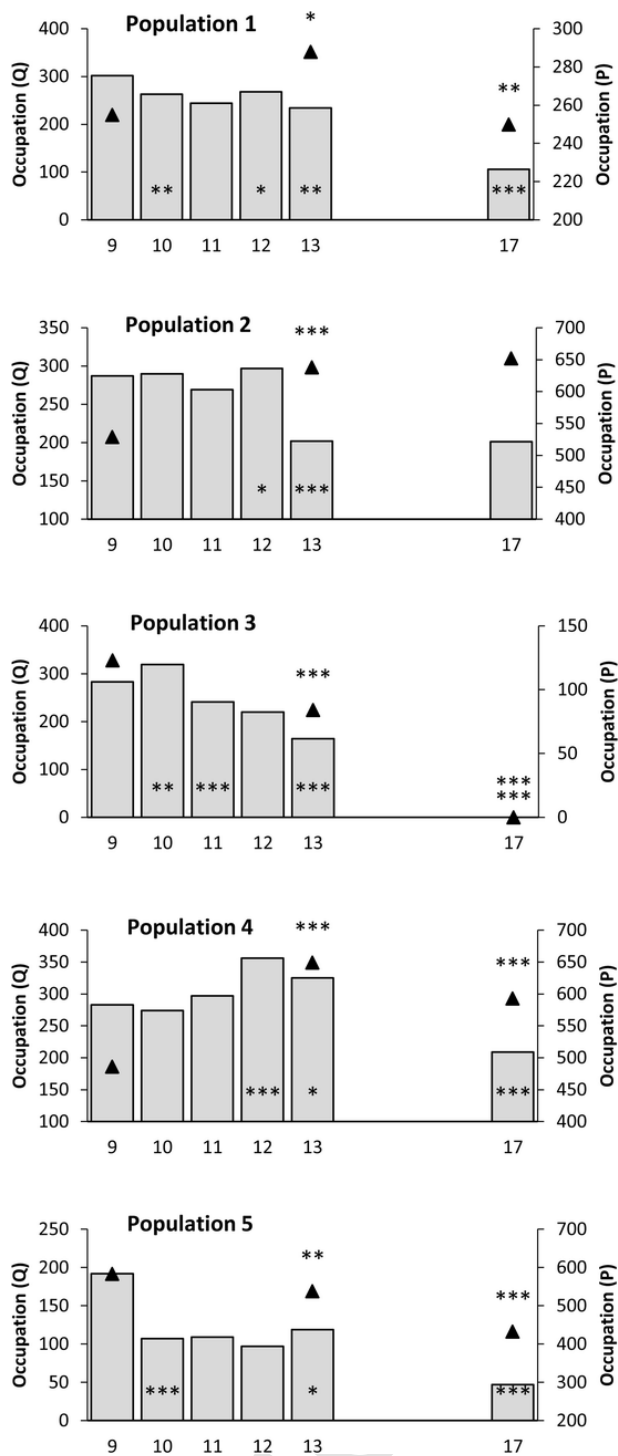 Population 1
*
**
400
300
200
100
0
300
280
260
240
220
200
Occupation (Q)
Occupation (P)
** * ** ***
9 10 11 12 13 17
Population 2
***
350
300
250
200
150
100
700
650
600
550
500
450
400
Occupation (Q)
Occupation (P)
* ***
9 10 11 12 13 17
Population 3
***
400
300
200
100
0
150
100
50
0
Occupation (Q)
Occupation (P)
** *** ***
***
***
9 10 11 12 13 17
Population 4
***
***
400
350
300
250
200
150
100
700
650
600
550
500
450
400
Occupation (Q)
Occupation (P)
*** * ***
9 10 11 12 13 17
Population 5
**
***
250
200
150
100
50
0
700
600
500
400
300
200
Occupation (Q)
Occupation (P)
*** * ***
9 10 11 12 13 17